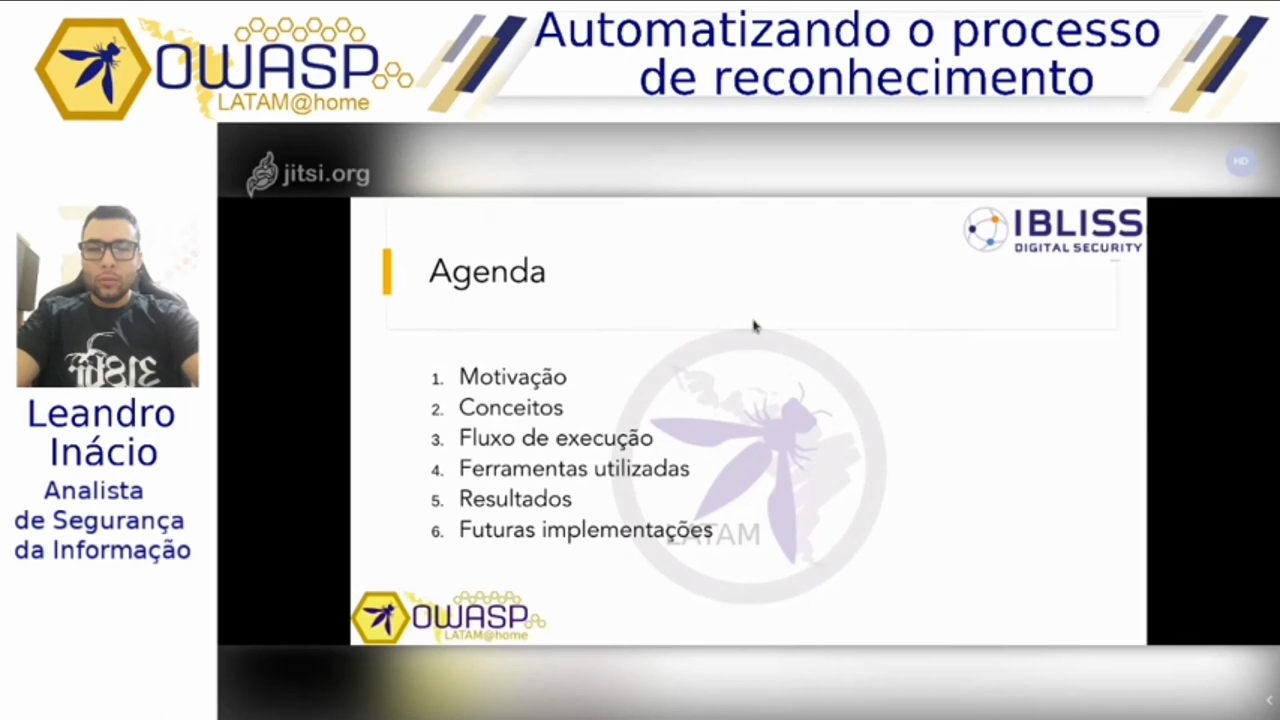 OWASP
LATAM@home
Automatizando o processo
de reconhecimento
jitsi.org
HD
IBLISS
DIGITAL SECURITY
Agenda
1. Motivação
2. Conceitos
3. Fluxo de execução
4. Ferramentas utilizadas
5. Resultados
6. Futuras implementações
LATAM
OWASP
LATAM@home
Leandro
Inácio
Analista
de Segurança
da Informação